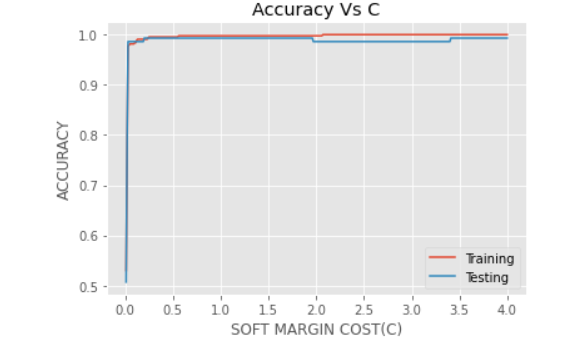 Accuracy Vs C
1.0
0.9
0.8
0.7
0.6
0.5
ACCURACY
Training
Testing
0.0 0.5 1.0 1.5 2.0 2.5 3.0 3.5 4.0
SOFT MARGIN COST(C)